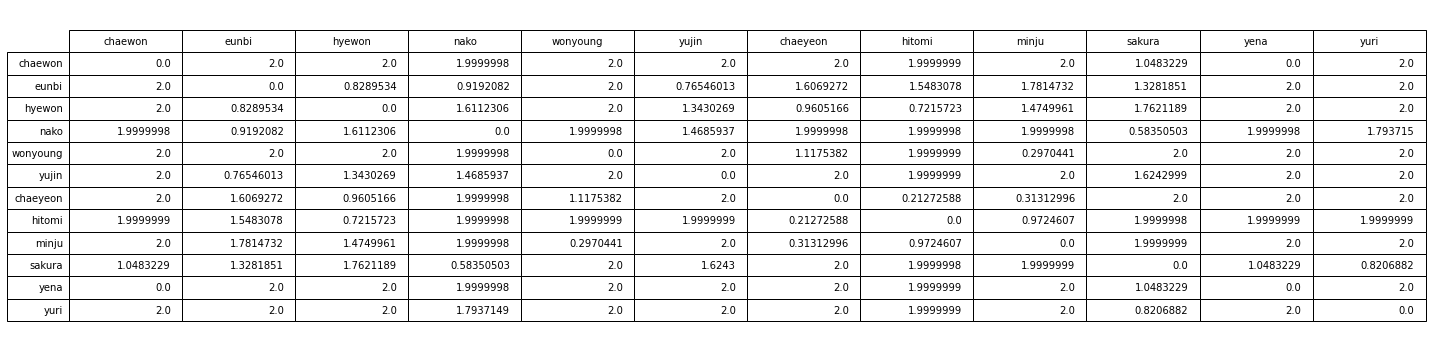 chaewon eunbi hyewon nako wonyoung yujin chaeyeon hitomi minju sakura yena yuri
chaewon 0.0 2.0 2.0 1.9999998 2.0 2.0 2.0 1.9999999 2.0 1.0483229 0.0 2.0
eunbi 2.0 0.0 0.8289534 0.9192082 2.0 0.76546013 1.6069272 1.5483078 1.7814732 1.3281851 2.0 2.0
hyewon 2.0 0.8289534 0.0 1.6112306 2.0 1.3430269 0.9605166 0.7215723 1.4749961 1.7621189 2.0 2.0
nako 1.9999998 0.9192082 1.6112306 0.0 1.9999998 1.4685937 1.9999998 1.9999998 1.9999998 0.58350503 1.9999998 1.793715
wonyoung 2.0 2.0 2.0 1.9999998 0.0 2.0 1.1175382 1.9999999 0.2970441 2.0 2.0 2.0
yujin 2.0 0.76546013 1.3430269 1.4685937 2.0 0.0 2.0 1.9999999 2.0 1.6242999 2.0 2.0
chaeyeon 2.0 1.6069272 0.9605166 1.9999998 1.1175382 2.0 0.0 0.21272588 0.31312996 2.0 2.0 2.0
hitomi 1.9999999 1.5483078 0.7215723 1.9999998 1.9999999 1.9999999 0.21272588 0.0 0.9724607 1.9999998 1.9999999 1.9999999
minju 2.0 1.7814732 1.4749961 1.9999998 0.2970441 2.0 0.31312996 0.9724607 0.0 1.9999999 2.0 2.0
sakura 1.0483229 1.3281851 1.7621189 0.58350503 2.0 1.6243 2.0 1.9999998 1.9999999 0.0 1.0483229 0.8206882
yena 0.0 2.0 2.0 1.9999998 2.0 2.0 2.0 1.9999999 2.0 1.0483229 0.0 2.0
yuri 2.0 2.0 2.0 1.7937149 2.0 2.0 2.0 1.9999999 2.0 0.8206882 2.0 0.0